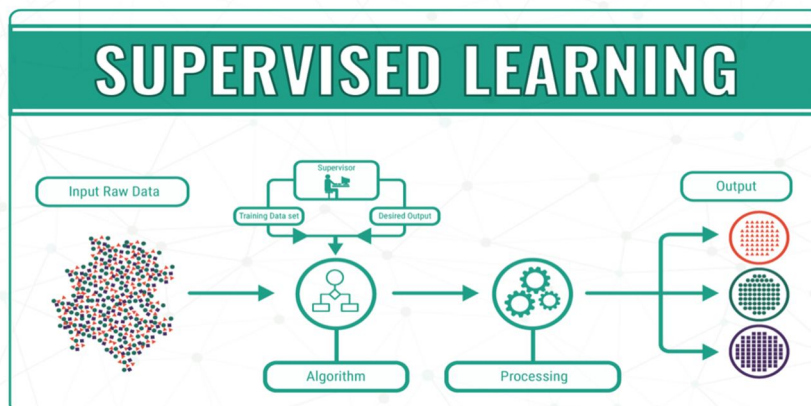 SUPERVISED LEARNING
Input Raw Data
Supervisor
Training Data set
Desired Output
Output
Algorithm
Processing